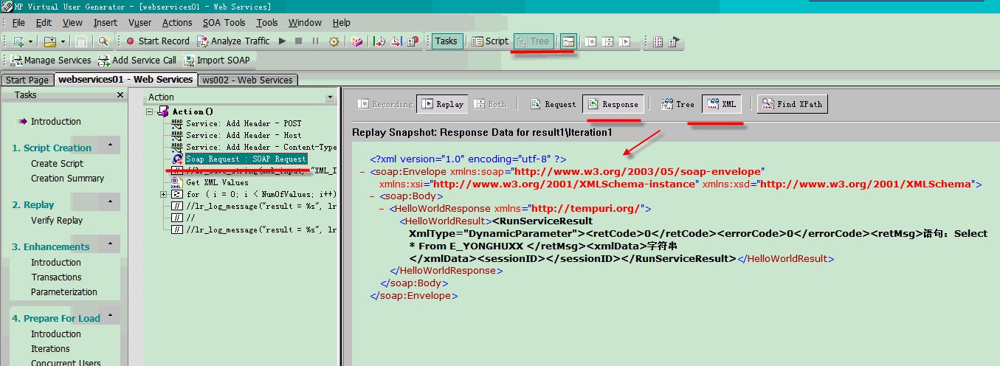 HP Virtual User Generator - [webservices01 - Web Services]
File Edit View Insert Vuser Actions SOA Tools Tools Window Help
Start Record Analyze Traffic Tasks Script Tree
Manage Services Add Service Call Import SOAP
Start Page webservices01 - Web Services ws002 - Web Services
Tasks
Introduction
1. Script Creation
Create Script
Creation Summary
2. Replay
Verify Replay
3. Enhancements
Introduction
Transactions
Parameterization
4. Prepare For Load
Introduction
Iterations
Concurrent Users
Action
Action()
Service: Add Header - POST
Service: Add Header - Host
Service: Add Header - Content-Type
Soap Request : SOAP Request
//lr_save_string(xml_input, "XML_I
Get XML Values
for ( i = 0; i < NumOfValues; i++)
//lr_log_message("result = %s", lr
//
//lr_log_message("result = %s", lr
Recording Replay Both Request Response Tree XML Find XPath
Replay Snapshot: Response Data for result1\Iteration1
<?xml version="1.0" encoding="utf-8" ?>
- <soap:Envelope xmlns:soap="http://www.w3.org/2003/05/soap-envelope"
xmlns:xsi="http://www.w3.org/2001/XMLSchema-instance" xmlns:xsd="http://www.w3.org/2001/XMLSchema">
- <soap:Body>
- <HelloWorldResponse xmlns="http://tempuri.org/">
<HelloWorldResult><RunServiceResult
XmlType="DynamicParameter"><retCode>0</retCode><errorCode>0</errorCode><retMsg>语句：Select
* From E_YONGHUXX </retMsg><xmlData>字符串
</xmlData><sessionID></sessionID></RunServiceResult></HelloWorldResult>
</HelloWorldResponse>
</soap:Body>
</soap:Envelope>